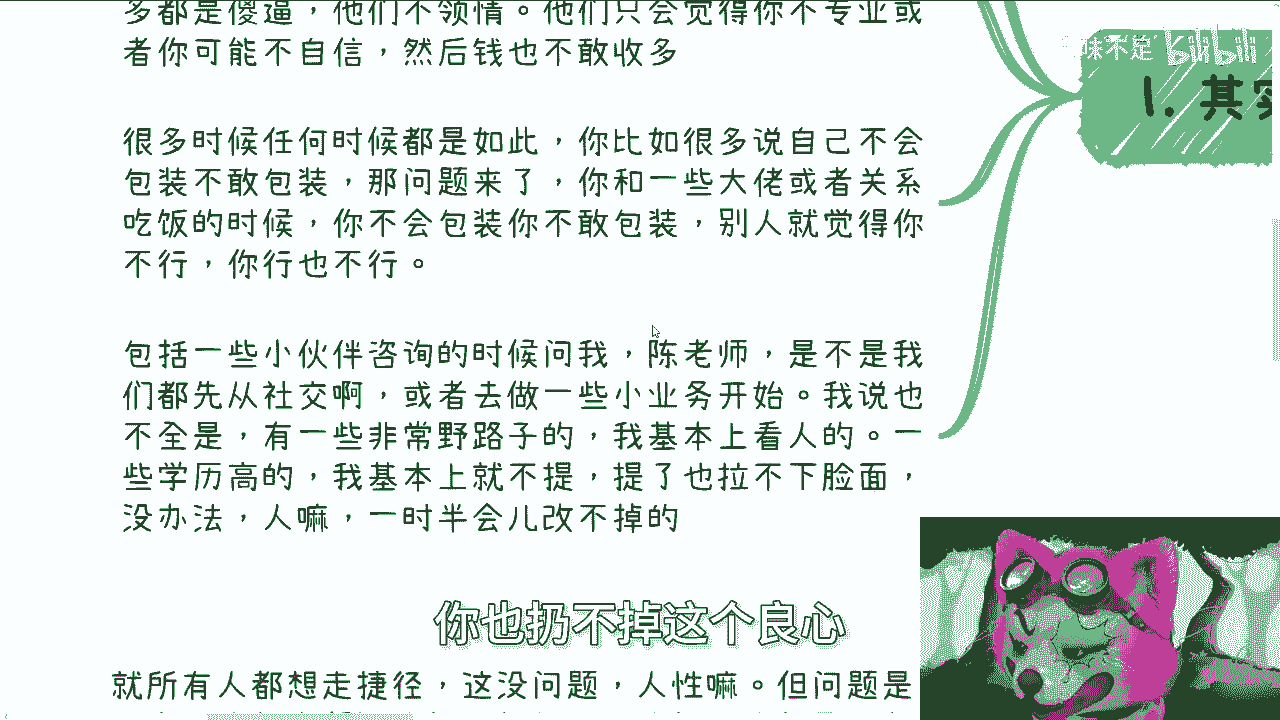 多都是傻逼，他们不领情。他们只会觉得你不专业或
者你可能不自信，然后钱也不敢收多
很多时候任何时候都是如此，你比如很多说自己不会
包装不敢包装，那问题来了，你和一些大佬或者关系
吃饭的时候，你不会包装你不敢包装，别人就觉得你
不行，你行也不行。
包括一些小伙伴咨询的时候问我，陈老师，是不是我
们都先从社交啊，或者去做一些小业务开始。我说也
不全是，有一些非常野路子的，我基本上看人的。一
些学历高的，我基本上就不提，提了也拉不下脸面，
没办法，人嘛，一时半会儿改不掉的
你也扔不掉这个良心
就所有人都想走捷径，这没问题，人性嘛。但问题是
味不足 bilibili
1. 其实